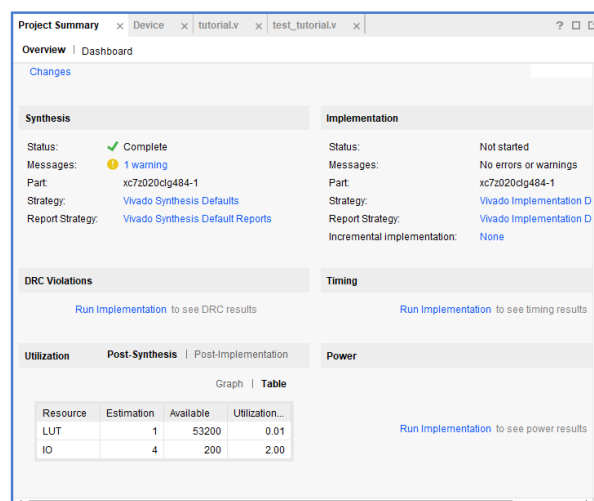 Project Summary × Device × tutorial.v × test_tutorial.v × ?
Overview | Dashboard
Changes
Synthesis
Status: Complete
Messages: 1 warning
Part: xc7z020clg484-1
Strategy: Vivado Synthesis Defaults
Report Strategy: Vivado Synthesis Default Reports
Implementation
Status: Not started
Messages: No errors or warnings
Part: xc7z020clg484-1
Strategy: Vivado Implementation D
Report Strategy: Vivado Implementation D
Incremental implementation: None
DRC Violations
Run Implementation to see DRC results
Timing
Run Implementation to see timing results
Utilization Post-Synthesis | Post-Implementation
Graph | Table
Resource Estimation Available Utilization...
LUT 1 53200 0.01
IO 4 200 2.00
Power
Run Implementation to see power results